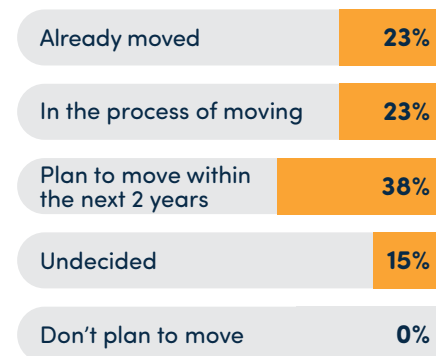 Already moved 23%
In the process of moving 23%
Plan to move within
the next 2 years 38%
Undecided 15%
Don't plan to move 0%